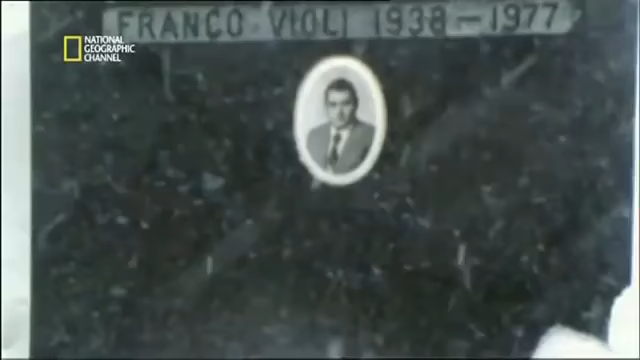 FRANCO VIOLI 1938-1977
NATIONAL
GEOGRAPHIC
CHANNEL